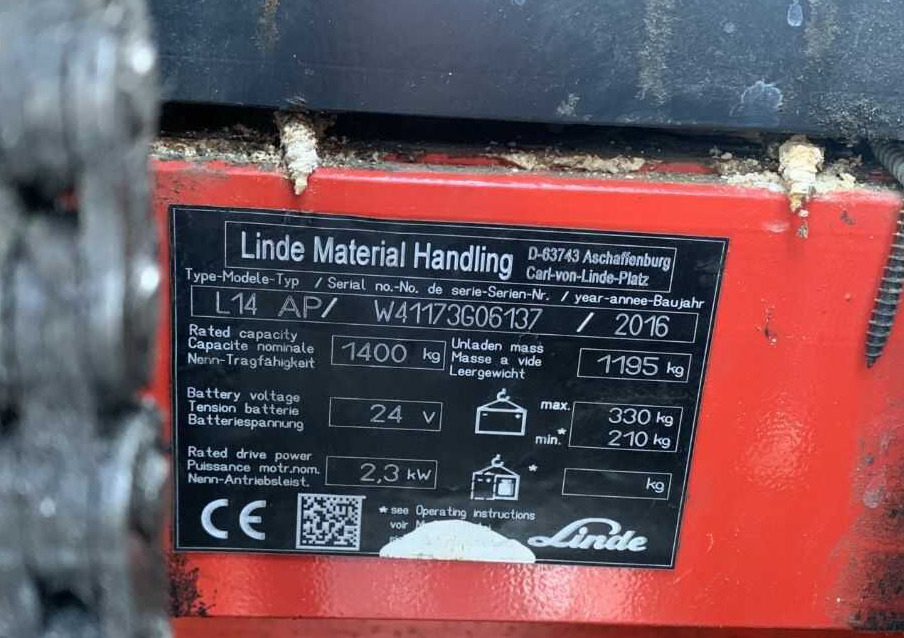 Linde Material Handling
D-63743 Aschaffenburg
Carl-von-Linde-Platz
Type-Modele-Typ / Serial no.-No. de serie-Serien-Nr. / year-annee-Baujahr
L14 AP/ W41173G06137 / 2016
Rated capacity
Capacite nominale
Nenn-Tragfähigkeit
1400 kg
Unladen mass
Masse a vide
Leergewicht
1195 kg
Battery voltage
Tension batterie
Batteriespannung
24 V
max. 330 kg
min.* 210 kg
Rated drive power
Puissance motr.nom.
Nenn-Antriebsleist.
2,3 kW
*
kg
CE
* see Operating instructions
voir
Linde